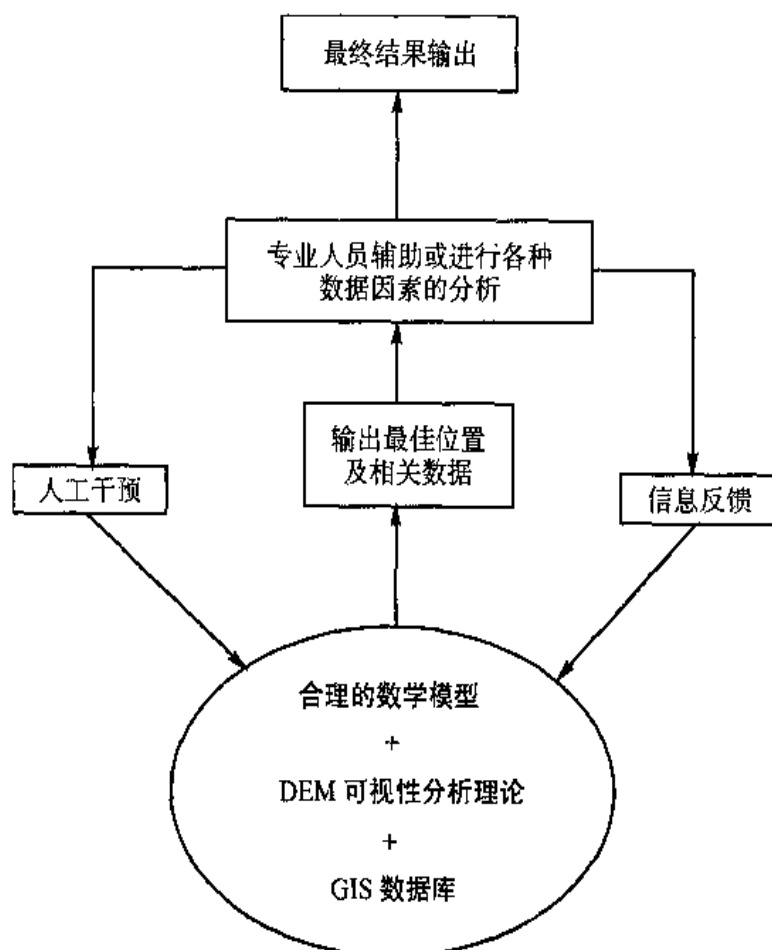 最终结果输出
专业人员辅助或进行各种
数据因素的分析
输出最佳位置
及相关数据
人工干预
信息反馈
合理的数学模型
+
DEM 可视性分析理论
+
GIS 数据库